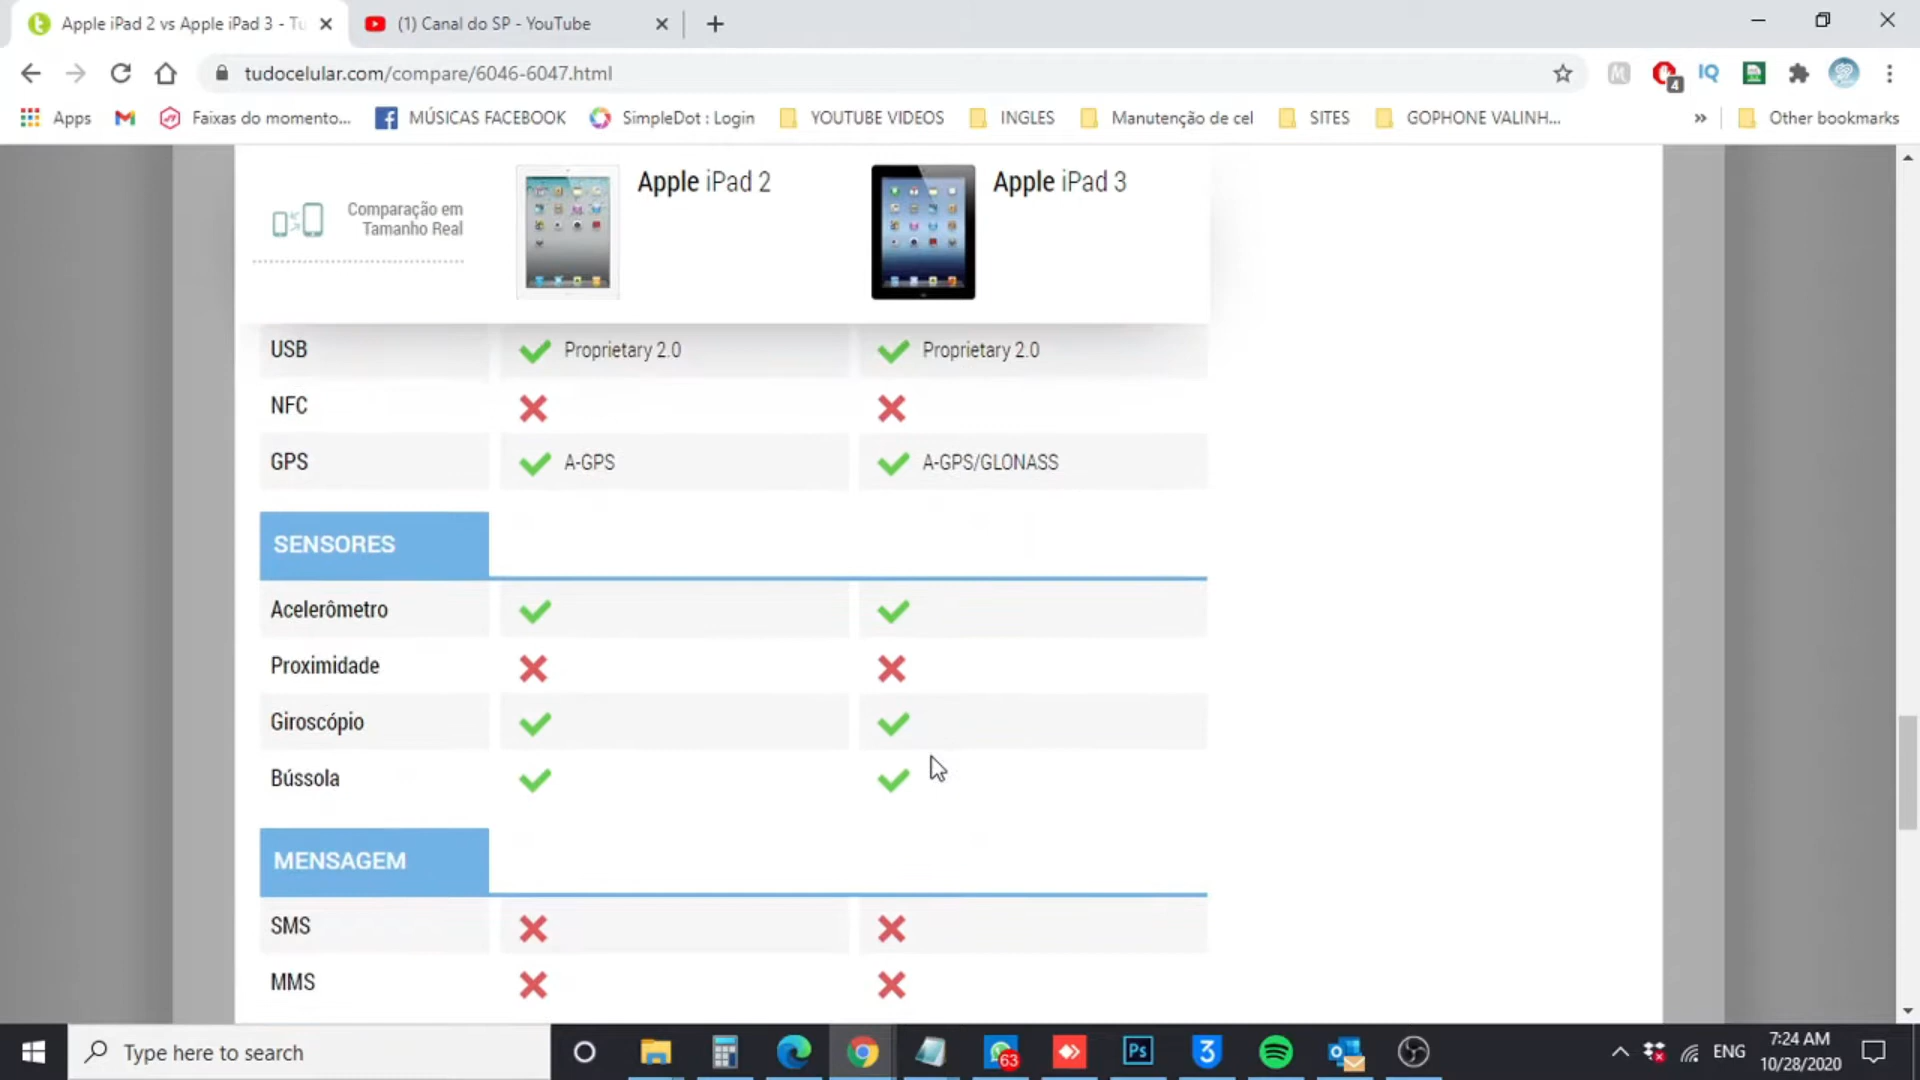 Apple iPad 2 vs Apple iPad 3 - Tu
(1) Canal do SP - YouTube
tudocelular.com/compare/6046-6047.html
4
Apps
Faixas do momento...
MÚSICAS FACEBOOK
SimpleDot : Login
YOUTUBE VIDEOS
INGLES
Manutenção de cel
SITES
GOPHONE VALINH...
»
Other bookmarks
Comparação em
Tamanho Real
Apple iPad 2
Apple iPad 3
USB
Proprietary 2.0
Proprietary 2.0
NFC
GPS
A-GPS
A-GPS/GLONASS
SENSORES
Acelerômetro
Proximidade
Giroscópio
Bússola
MENSAGEM
SMS
MMS
Type here to search
63
Ps
3
ENG
7:24 AM
10/28/2020